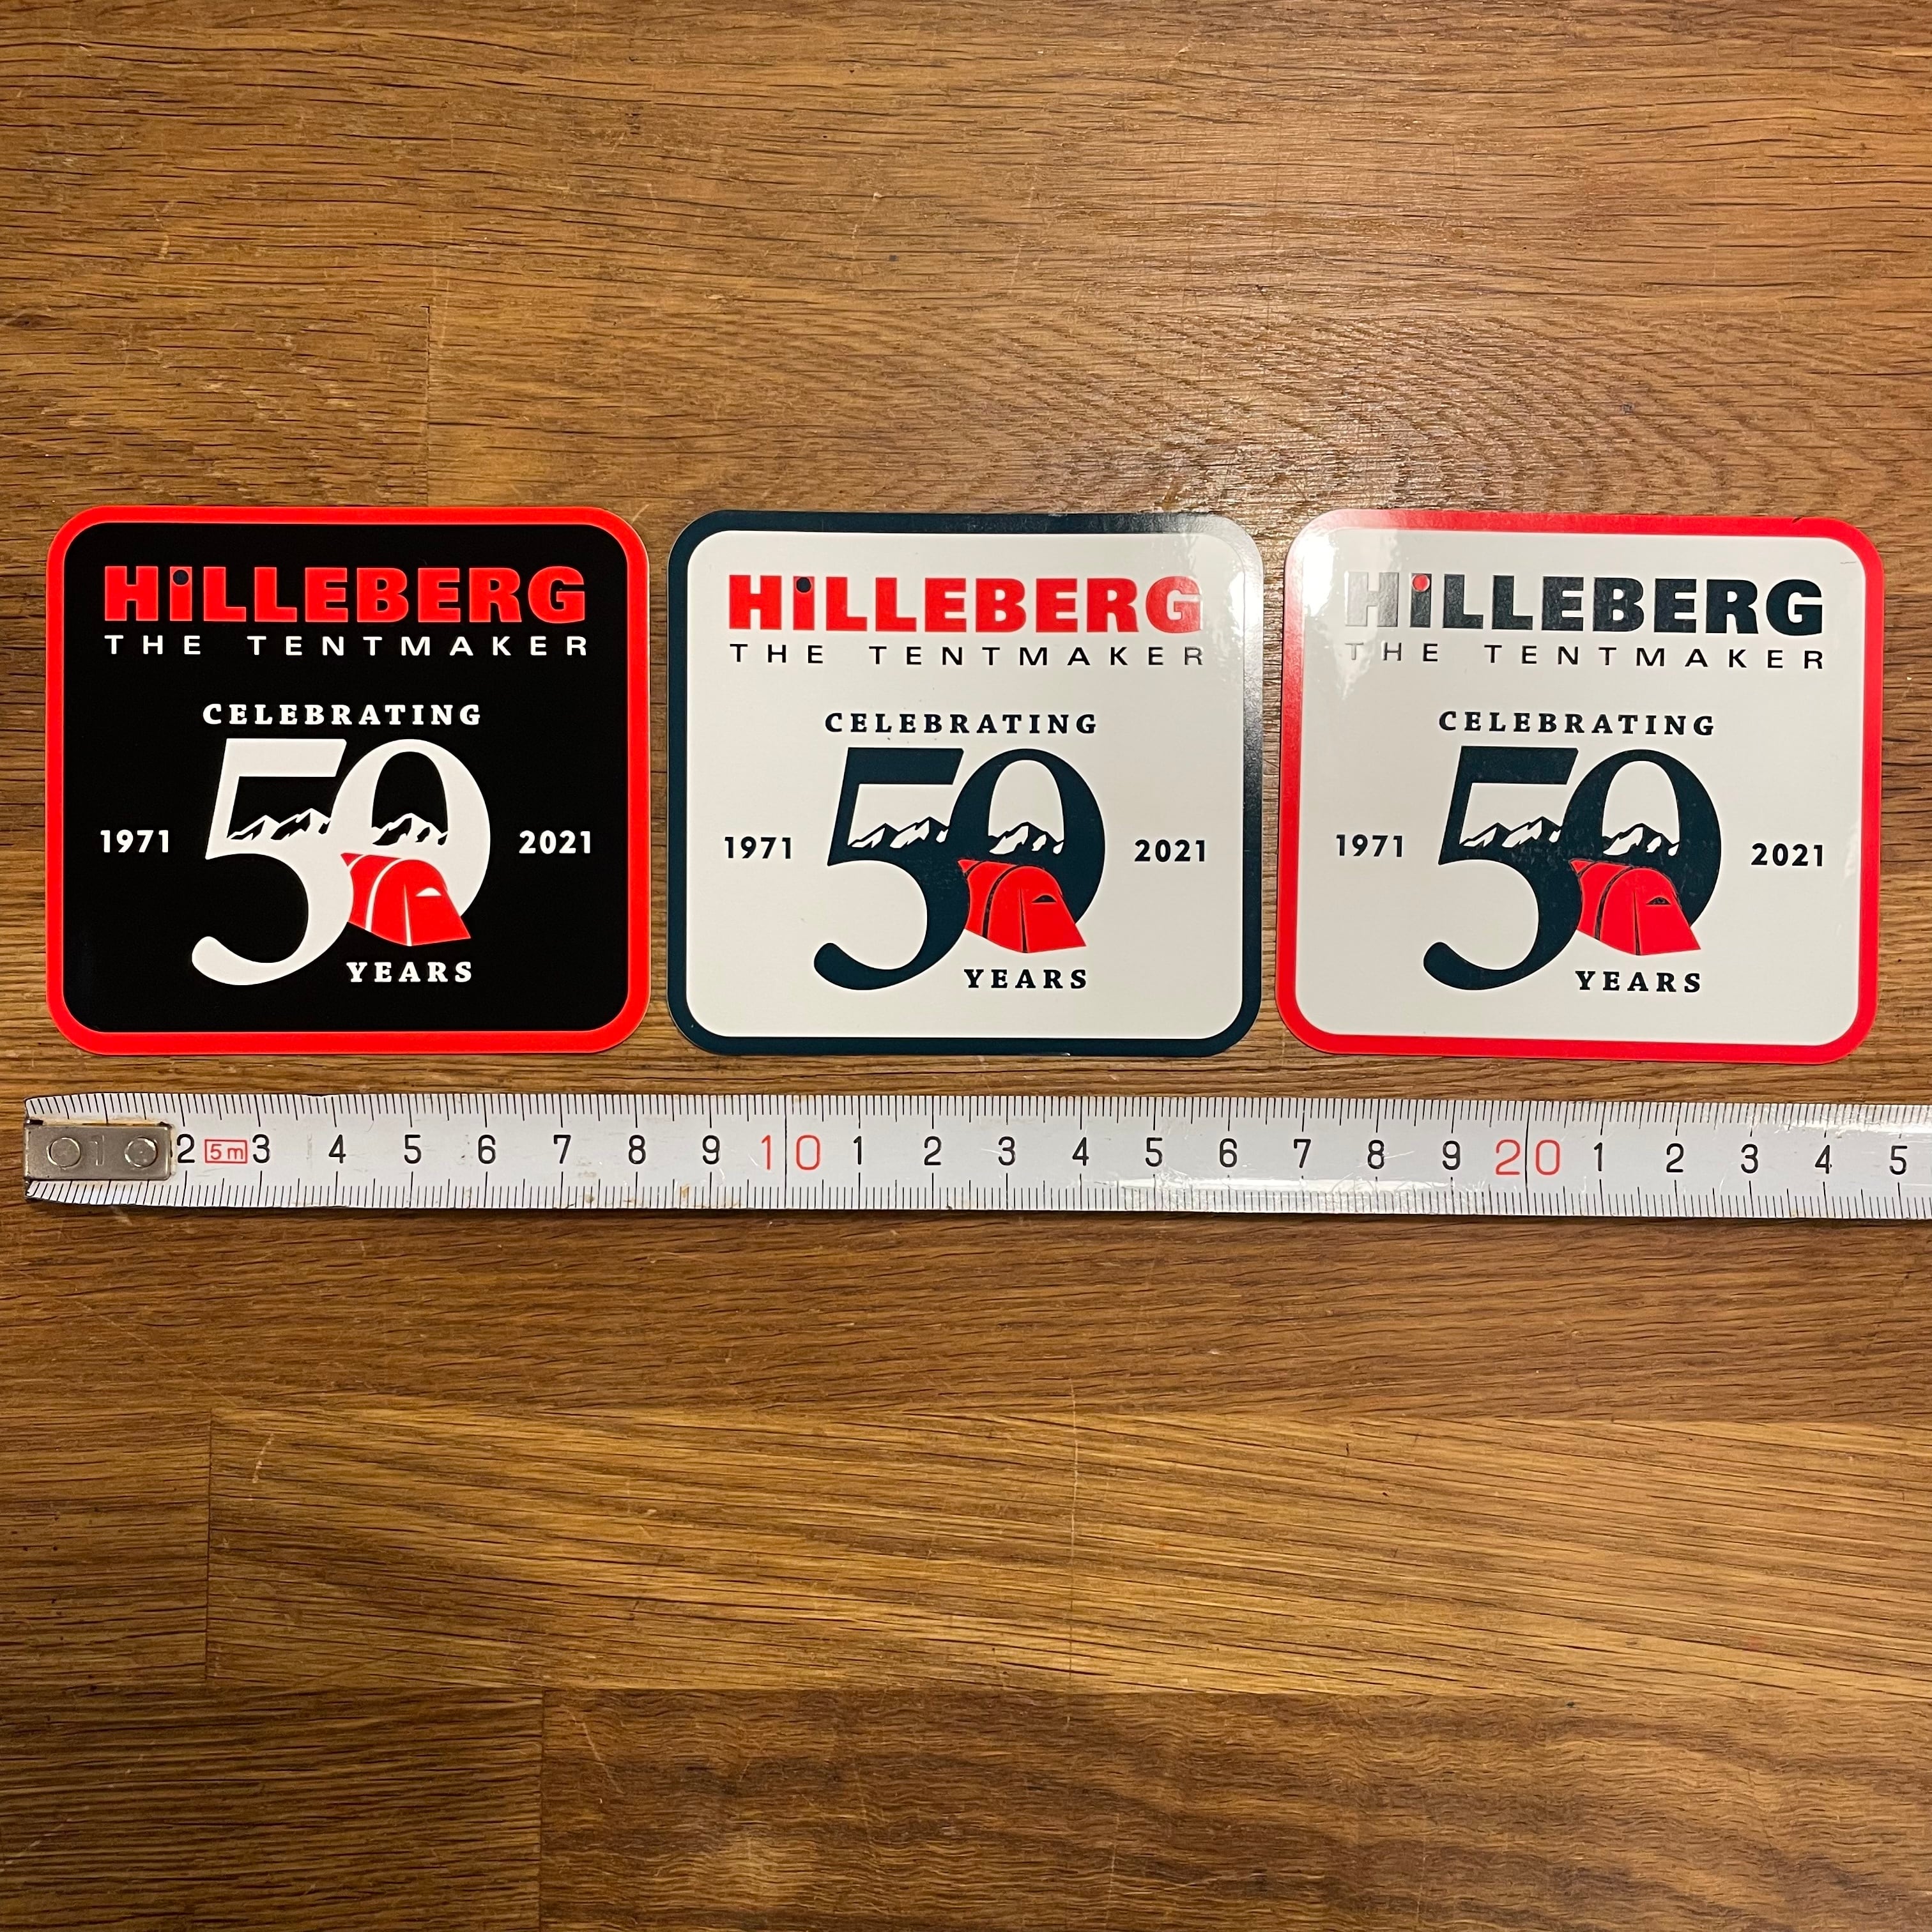 HiLLEBERG
THE TENTMAKER
CELEBRATING
50
1971
2021
YEARS
HiLLEBERG
THE TENTMAKER
CELEBRATING
50
1971
2021
YEARS
HiLLEBERG
THE TENTMAKER
CELEBRATING
50
1971
2021
YEARS
1 2 5m 3 4 5 6 7 8 9 10 1 2 3 4 5 6 7 8 9 20 1 2 3 4 5